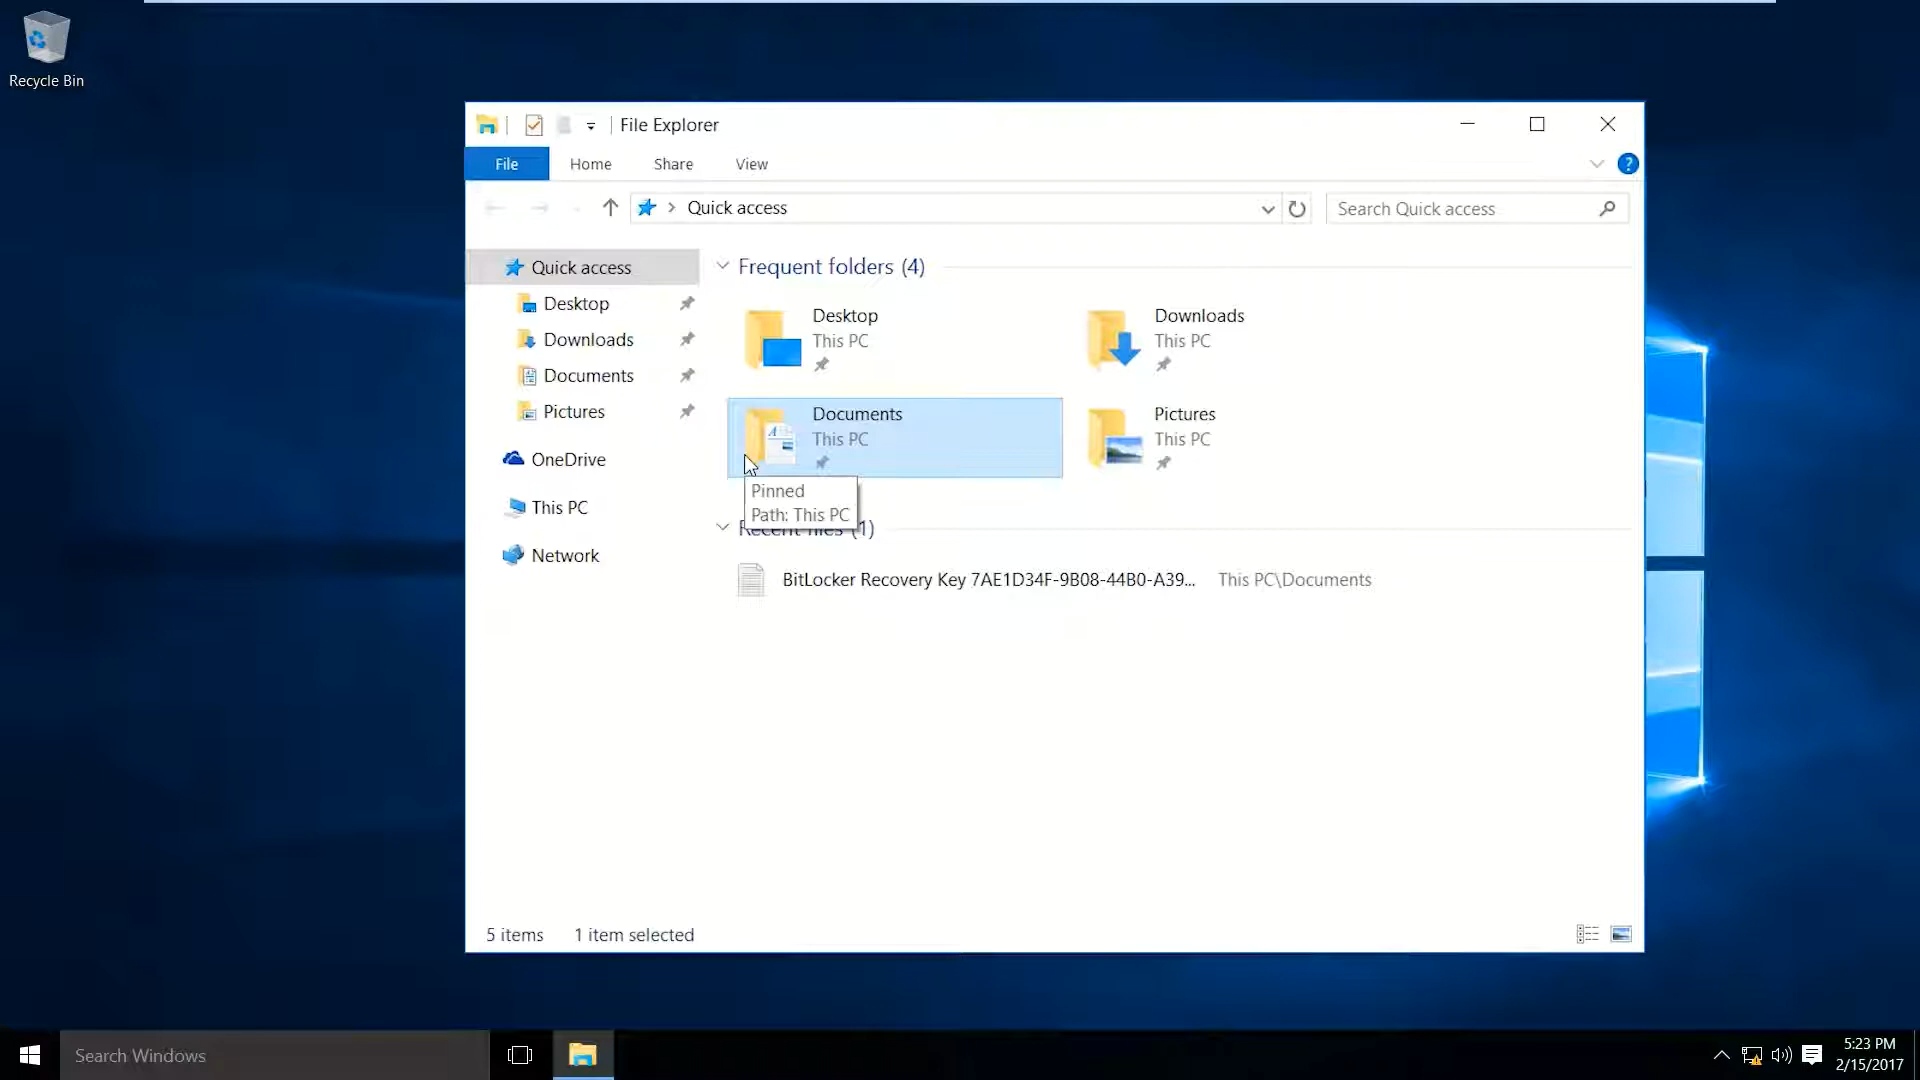 Recycle Bin
File Explorer
File Home Share View
Quick access
Search Quick access
Quick access
Desktop
Downloads
Documents
Pictures
OneDrive
This PC
Network
Frequent folders (4)
Desktop
This PC
Downloads
This PC
Documents
This PC
Pictures
This PC
Pinned
Path: This PC
Recent files (1)
BitLocker Recovery Key 7AE1D34F-9B08-44B0-A39... This PC\Documents
5 items 1 item selected
Search Windows
5:23 PM
2/15/2017